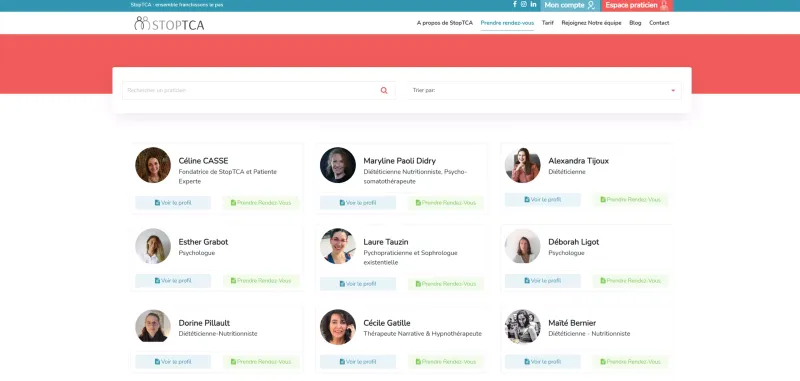 StopTCA : ensemble franchissons le pas
Mon compte
Espace praticien
STOPTCA
A propos de StopTCA
Prendre rendez-vous
Tarif
Rejoignez Notre équipe
Blog
Contact
Rechercher un praticien
Trier par:
Céline CASSE
Fondatrice de StopTCA et Patiente
Experte
Voir le profil
Prendre Rendez-Vous
Maryline Paoli Didry
Diététicienne Nutritionniste, Psycho-
somatothérapeute
Voir le profil
Prendre Rendez-Vous
Alexandra Tijoux
Diététicienne
Voir le profil
Prendre Rendez-Vous
Esther Grabot
Psychologue
Voir le profil
Prendre Rendez-Vous
Laure Tauzin
Pychopraticienne et Sophrologue
existentielle
Voir le profil
Prendre Rendez-Vous
Déborah Ligot
Psychologue
Voir le profil
Prendre Rendez-Vous
Dorine Pillault
Diététicienne-Nutritionniste
Voir le profil
Prendre Rendez-Vous
Cécile Gatille
Thérapute Narrative & Hypnothérapeute
Voir le profil
Prendre Rendez-Vous
Maïté Bernier
Diététicienne - Nutritionniste
Voir le profil
Prendre Rendez-Vous